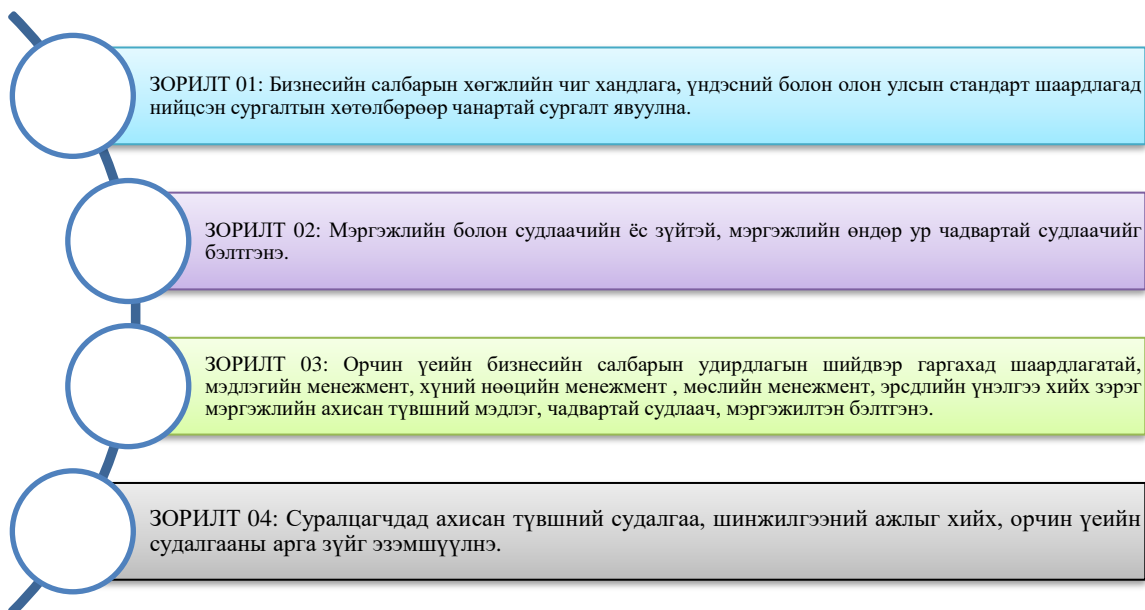 ЗОРИЛТ 01: Бизнесийн салбарын хөгжлийн чиг хандлага, үндэсний болон олон улсын стандарт шаардлагад
нийцсэн сургалтын хөтөлбөрөөр чанартай сургалт явуулна.
ЗОРИЛТ 02: Мэргэжлийн болон судлаачийн ёс зүйтэй, мэргэжлийн өндөр ур чадвартай судлаачийг
бэлтгэнэ.
ЗОРИЛТ 03: Орчин үеийн бизнесийн салбарын удирдлагын шийдвэр гаргахад шаардлагатай,
мэдлэгийн менежмент, хүний нөөцийн менежмент , мөслийн менежмент, эрсдлийн үнэлгээ хийх зэрэг
мэргэжлийн ахисан түвшний мэдлэг, чадвартай судлаач, мэргэжилтэн бэлтгэнэ.
ЗОРИЛТ 04: Суралцагчдад ахисан түвшний судалгаа, шинжилгээний ажлыг хийх, орчин үеийн
судалгааны арга зүйг эзэмшүүлнэ.